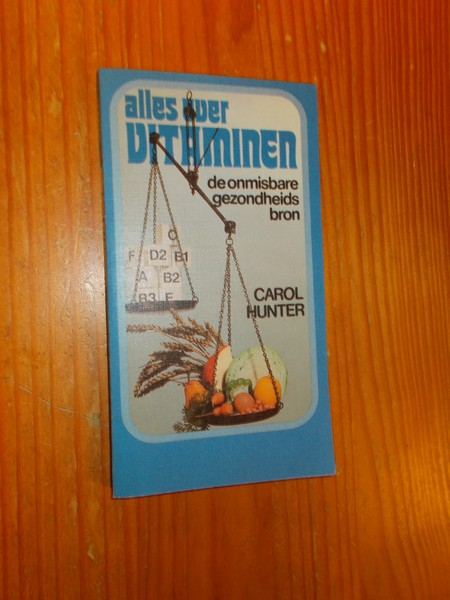 alles over
VITAMINEN
de onmisbare
gezondheids
bron
C
F D2 B1
A B2
B3 E
CAROL
HUNTER